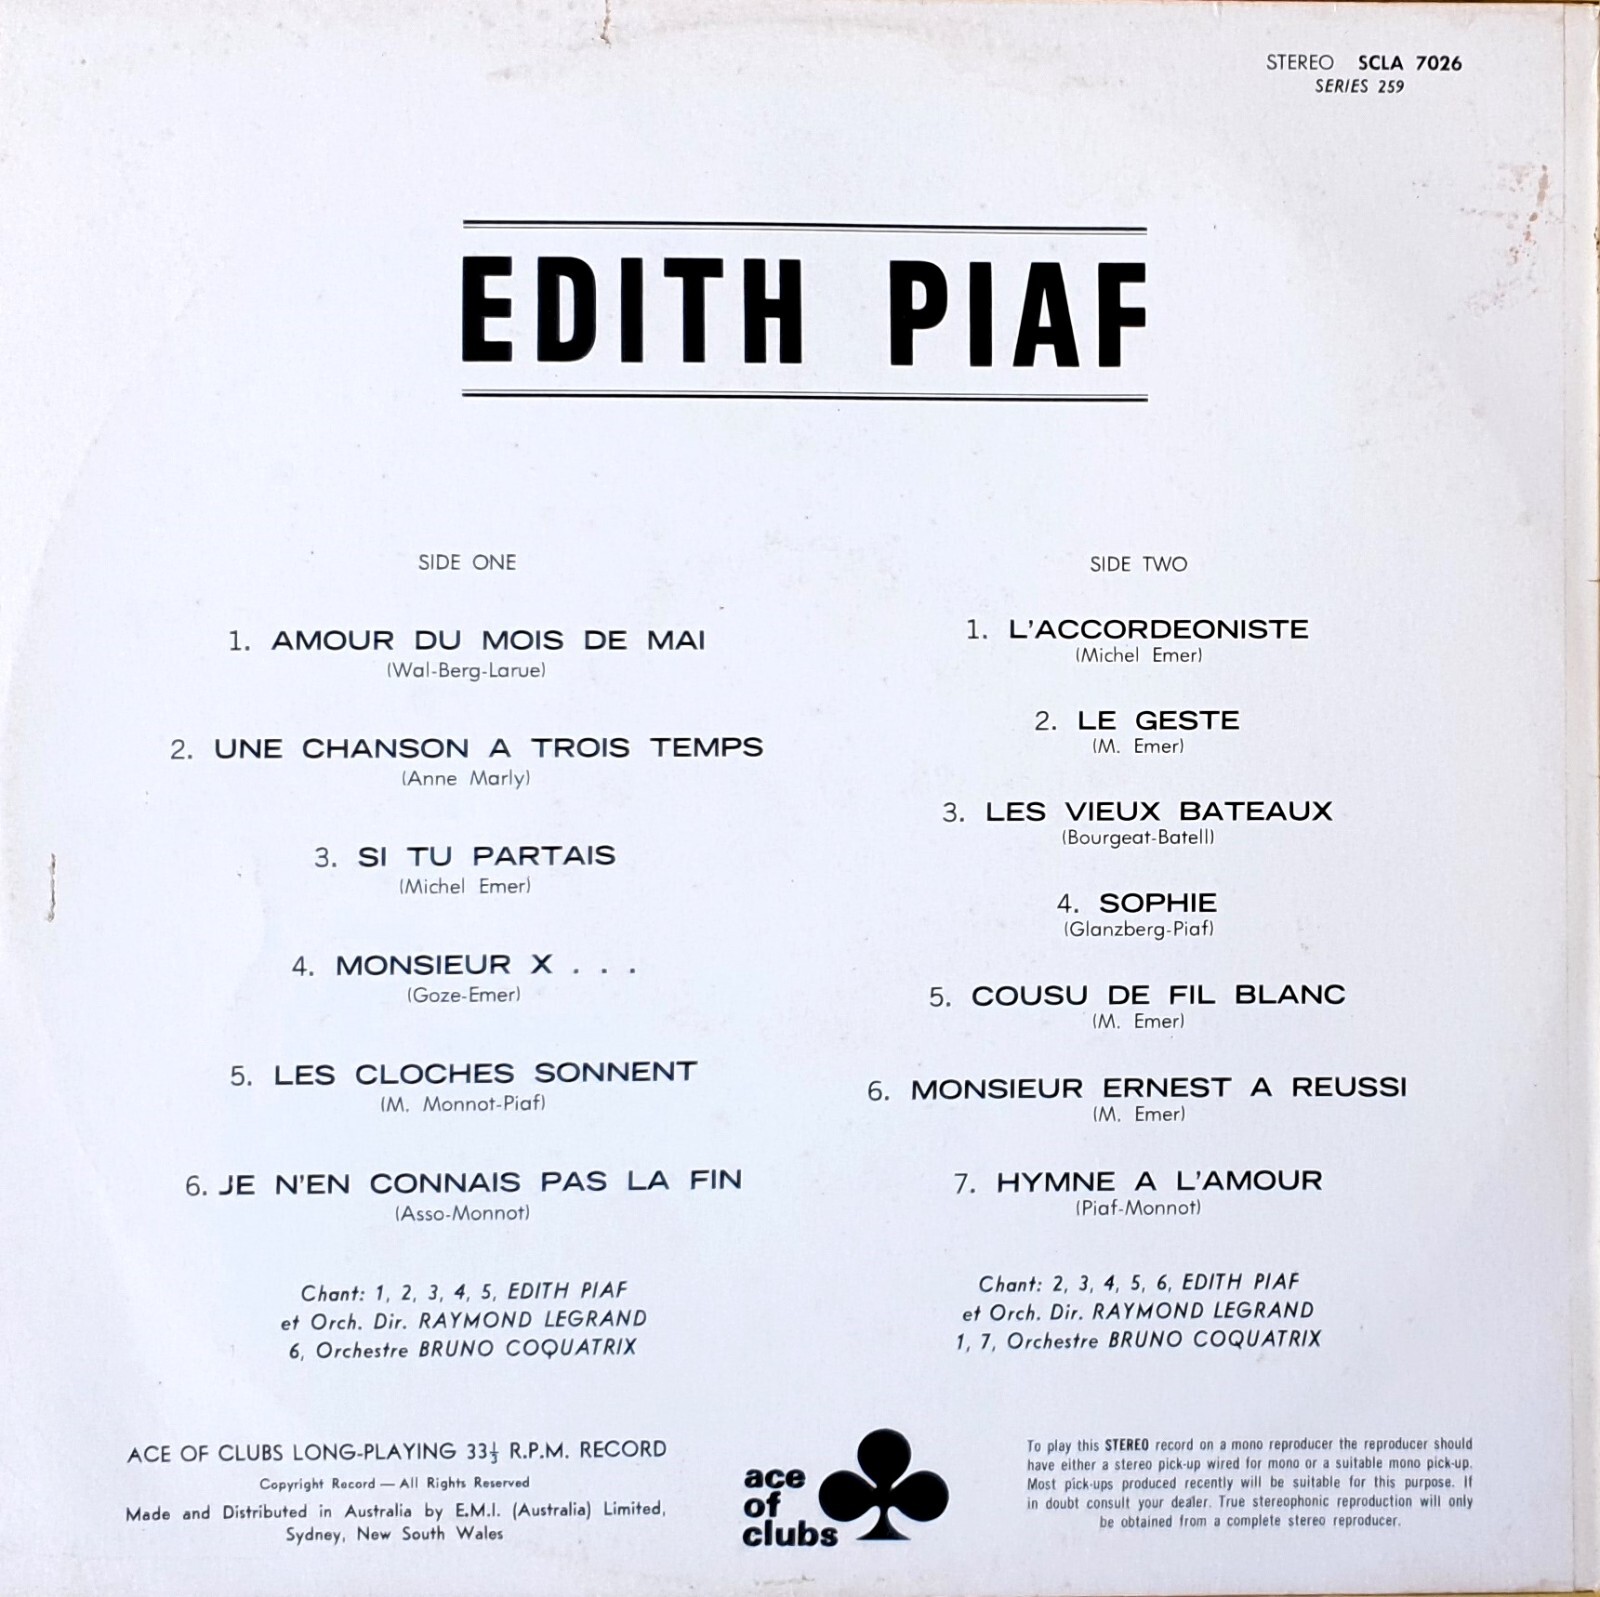 STEREO SCLA 7026
SERIES 259
EDITH PIAF
SIDE ONE
1. AMOUR DU MOIS DE MAI
(Wal-Berg-Larue)
2. UNE CHANSON A TROIS TEMPS
(Anne Marly)
3. SI TU PARTAIS
(Michel Emer)
4. MONSIEUR X . . .
(Goze-Emer)
5. LES CLOCHES SONNENT
(M. Monnot-Piaf)
6. JE N'EN CONNAIS PAS LA FIN
(Asso-Monnot)
Chant: 1, 2, 3, 4, 5, EDITH PIAF
et Orch. Dir. RAYMOND LEGRAND
6, Orchestre BRUNO COQUATRIX
SIDE TWO
1. L'ACCORDEONISTE
(Michel Emer)
2. LE GESTE
(M. Emer)
3. LES VIEUX BATEAUX
(Bourgeat-Batell)
4. SOPHIE
(Glanzberg-Piaf)
5. COUSU DE FIL BLANC
(M. Emer)
6. MONSIEUR ERNEST A REUSSI
(M. Emer)
7. HYMNE A L'AMOUR
(Piaf-Monnot)
Chant: 2, 3, 4, 5, 6, EDITH PIAF
et Orch. Dir. RAYMOND LEGRAND
1, 7, Orchestre BRUNO COQUATRIX
ACE OF CLUBS LONG-PLAYING 33⅓ R.P.M. RECORD
Copyright Record — All Rights Reserved
Made and Distributed in Australia by E.M.I. (Australia) Limited,
Sydney, New South Wales
ace
of
clubs
To play this STEREO record on a mono reproducer the reproducer should
have either a stereo pick-up wired for mono or a suitable mono pick-up.
Most pick-ups produced recently will be suitable for this purpose. If
in doubt consult your dealer. True stereophonic reproduction will only
be obtained from a complete stereo reproducer.